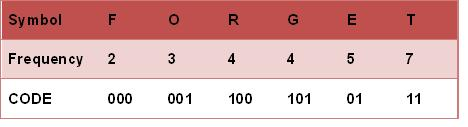 Symbol F O R G E T
Frequency 2 3 4 4 5 7
CODE 000 001 100 101 01 11